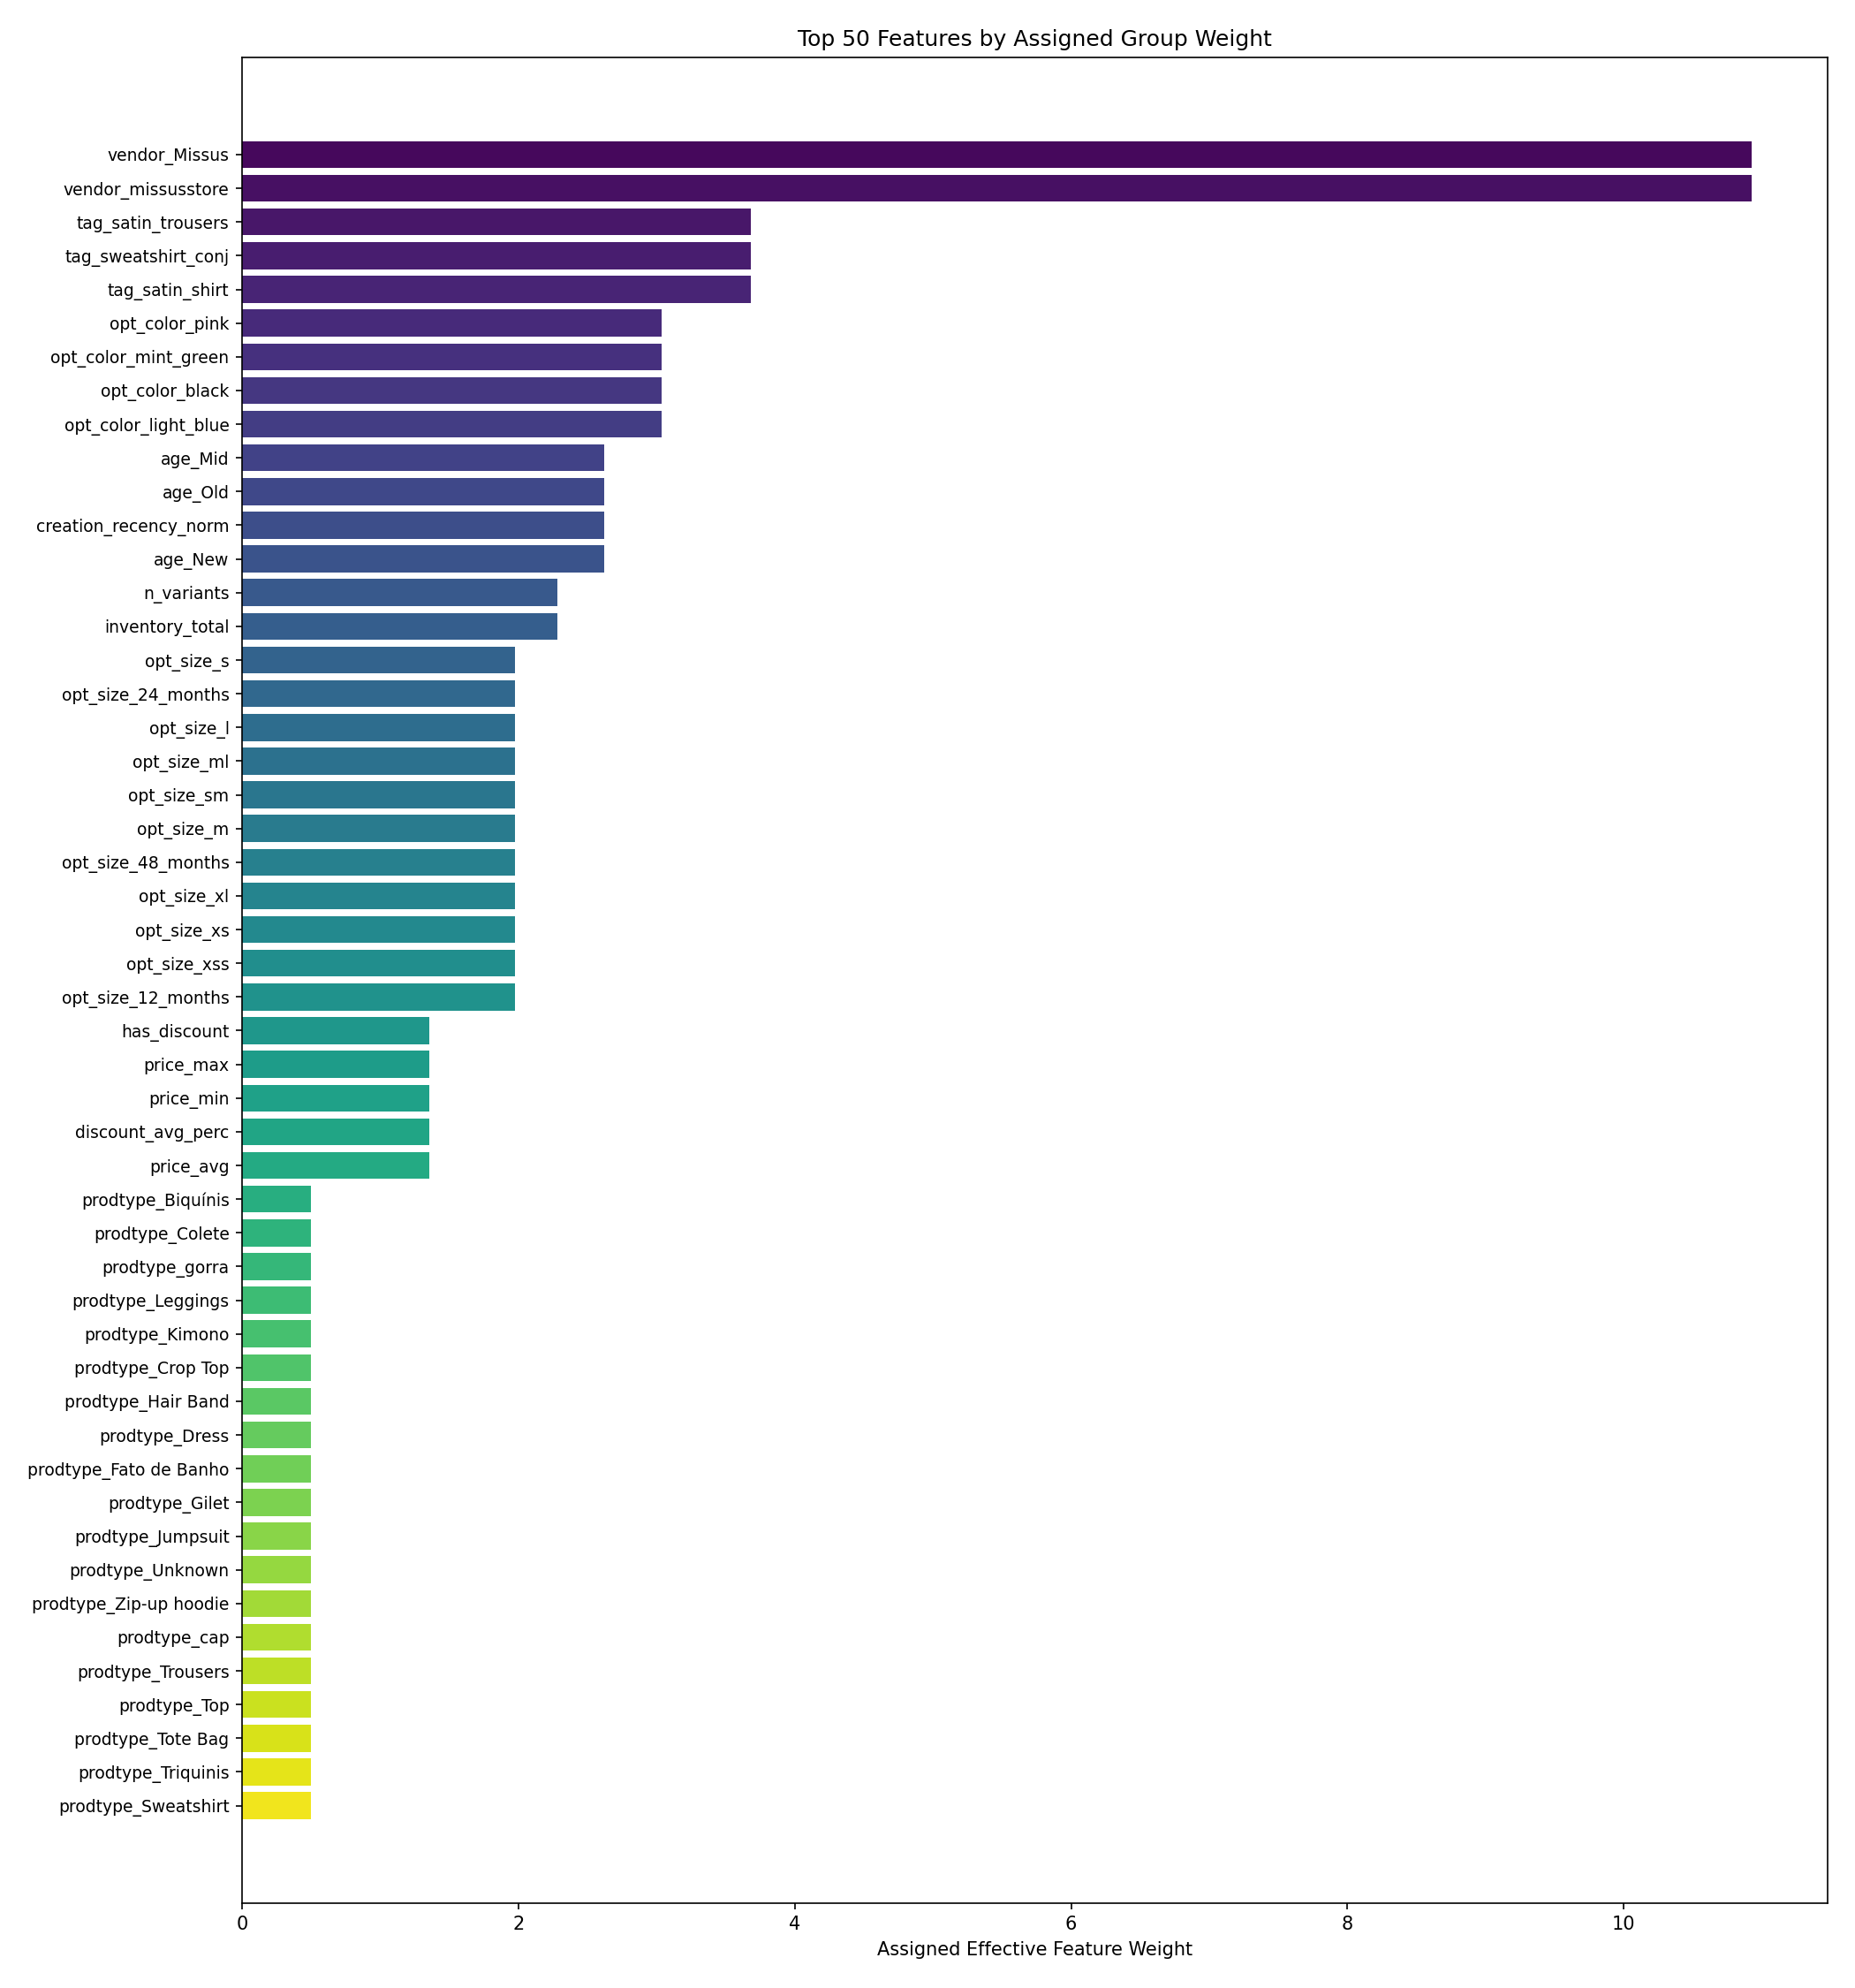 Top 50 Features by Assigned Group Weight
vendor_Missus
vendor_missusstore
tag_satin_trousers
tag_sweatshirt_conj
tag_satin_shirt
opt_color_pink
opt_color_mint_green
opt_color_black
opt_color_light_blue
age_Mid
age_Old
creation_recency_norm
age_New
n_variants
inventory_total
opt_size_s
opt_size_24_months
opt_size_l
opt_size_ml
opt_size_sm
opt_size_m
opt_size_48_months
opt_size_xl
opt_size_xs
opt_size_xss
opt_size_12_months
has_discount
price_max
price_min
discount_avg_perc
price_avg
prodtype_Biquínis
prodtype_Colete
prodtype_gorra
prodtype_Leggings
prodtype_Kimono
prodtype_Crop Top
prodtype_Hair Band
prodtype_Dress
prodtype_Fato de Banho
prodtype_Gilet
prodtype_Jumpsuit
prodtype_Unknown
prodtype_Zip-up hoodie
prodtype_cap
prodtype_Trousers
prodtype_Top
prodtype_Tote Bag
prodtype_Triquinis
prodtype_Sweatshirt
0 2 4 6 8 10
Assigned Effective Feature Weight